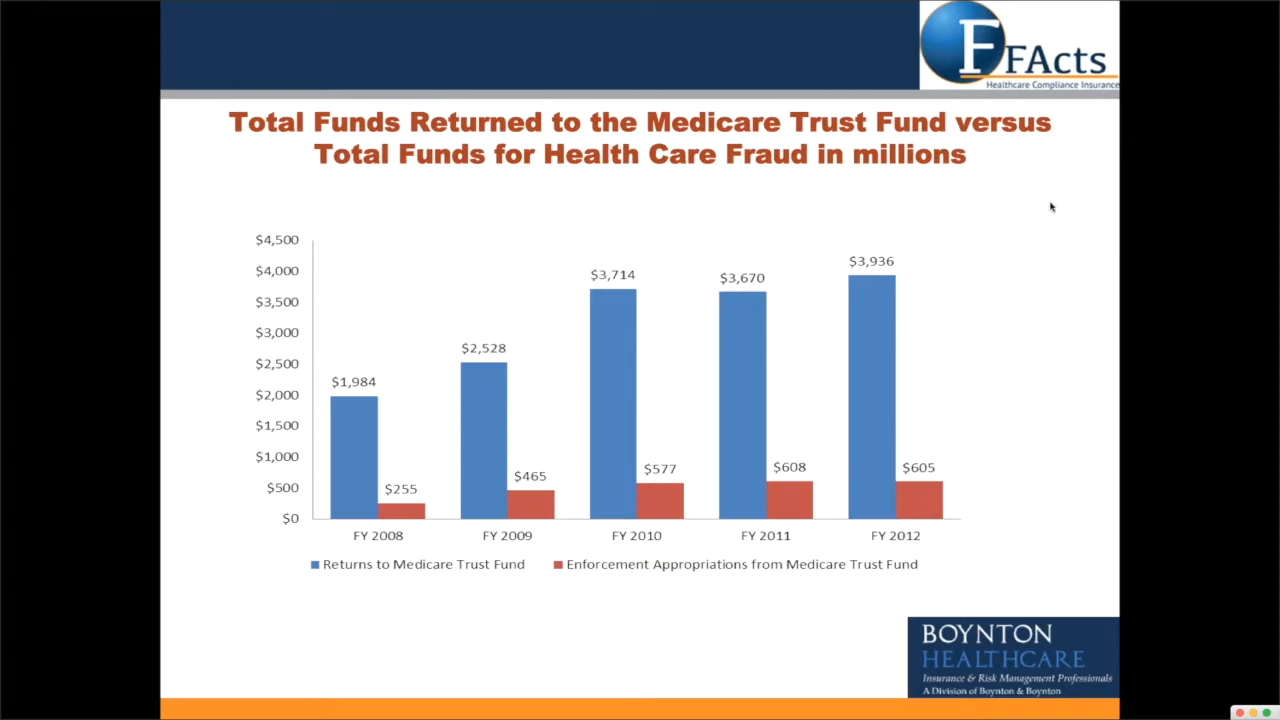 F FActs
Healthcare Compliance Insurance
Total Funds Returned to the Medicare Trust Fund versus
Total Funds for Health Care Fraud in millions
$4,500
$4,000
$3,500
$3,000
$2,500
$2,000
$1,500
$1,000
$500
$0
$1,984
$255
$2,528
$465
$3,714
$577
$3,670
$608
$3,936
$605
FY 2008
FY 2009
FY 2010
FY 2011
FY 2012
Returns to Medicare Trust Fund
Enforcement Appropriations from Medicare Trust Fund
BOYNTON
HEALTHCARE
Insurance & Risk Management Professionals
A Division of Boynton & Boynton